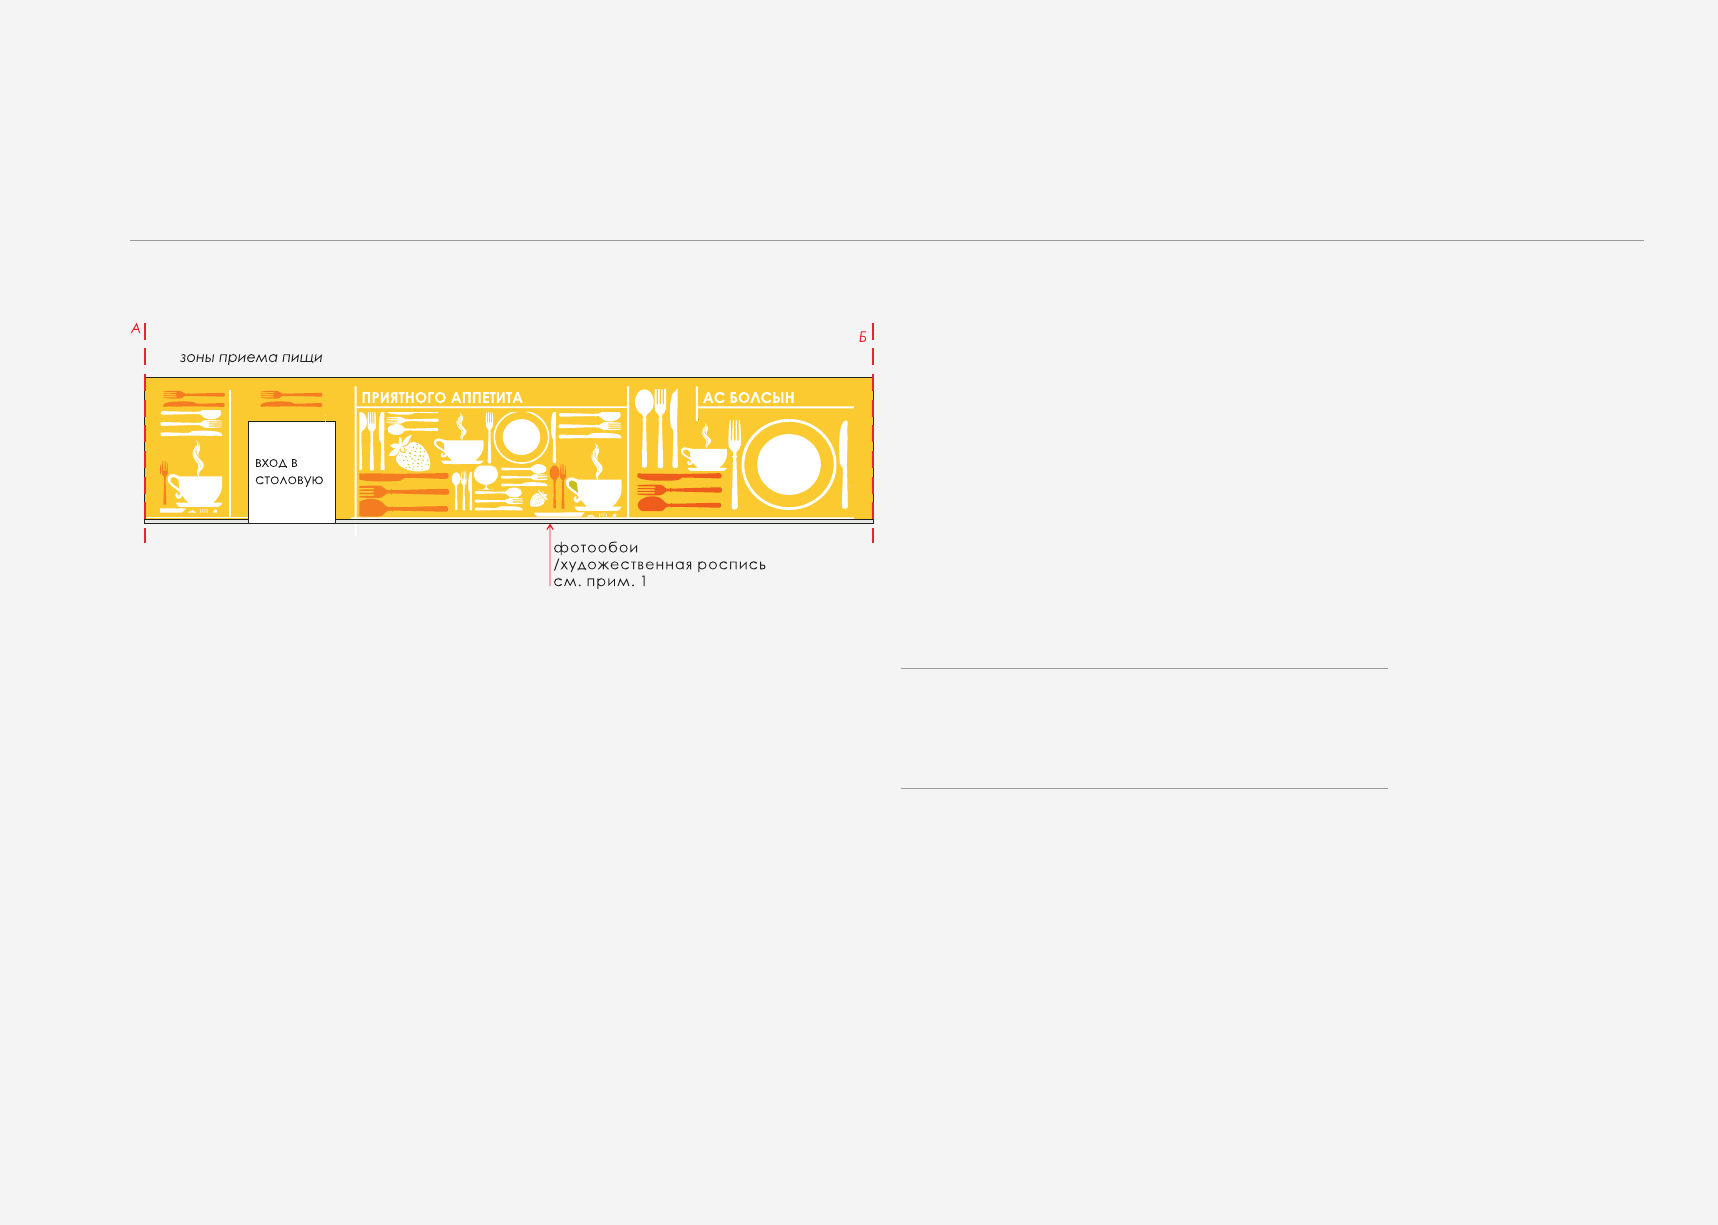 А
Б
зоны приема пищи
ПРИЯТНОГО АППЕТИТА
АС БОЛСЫН
вход в
столовую
фотообои
/художественная роспись
см. прим. 1